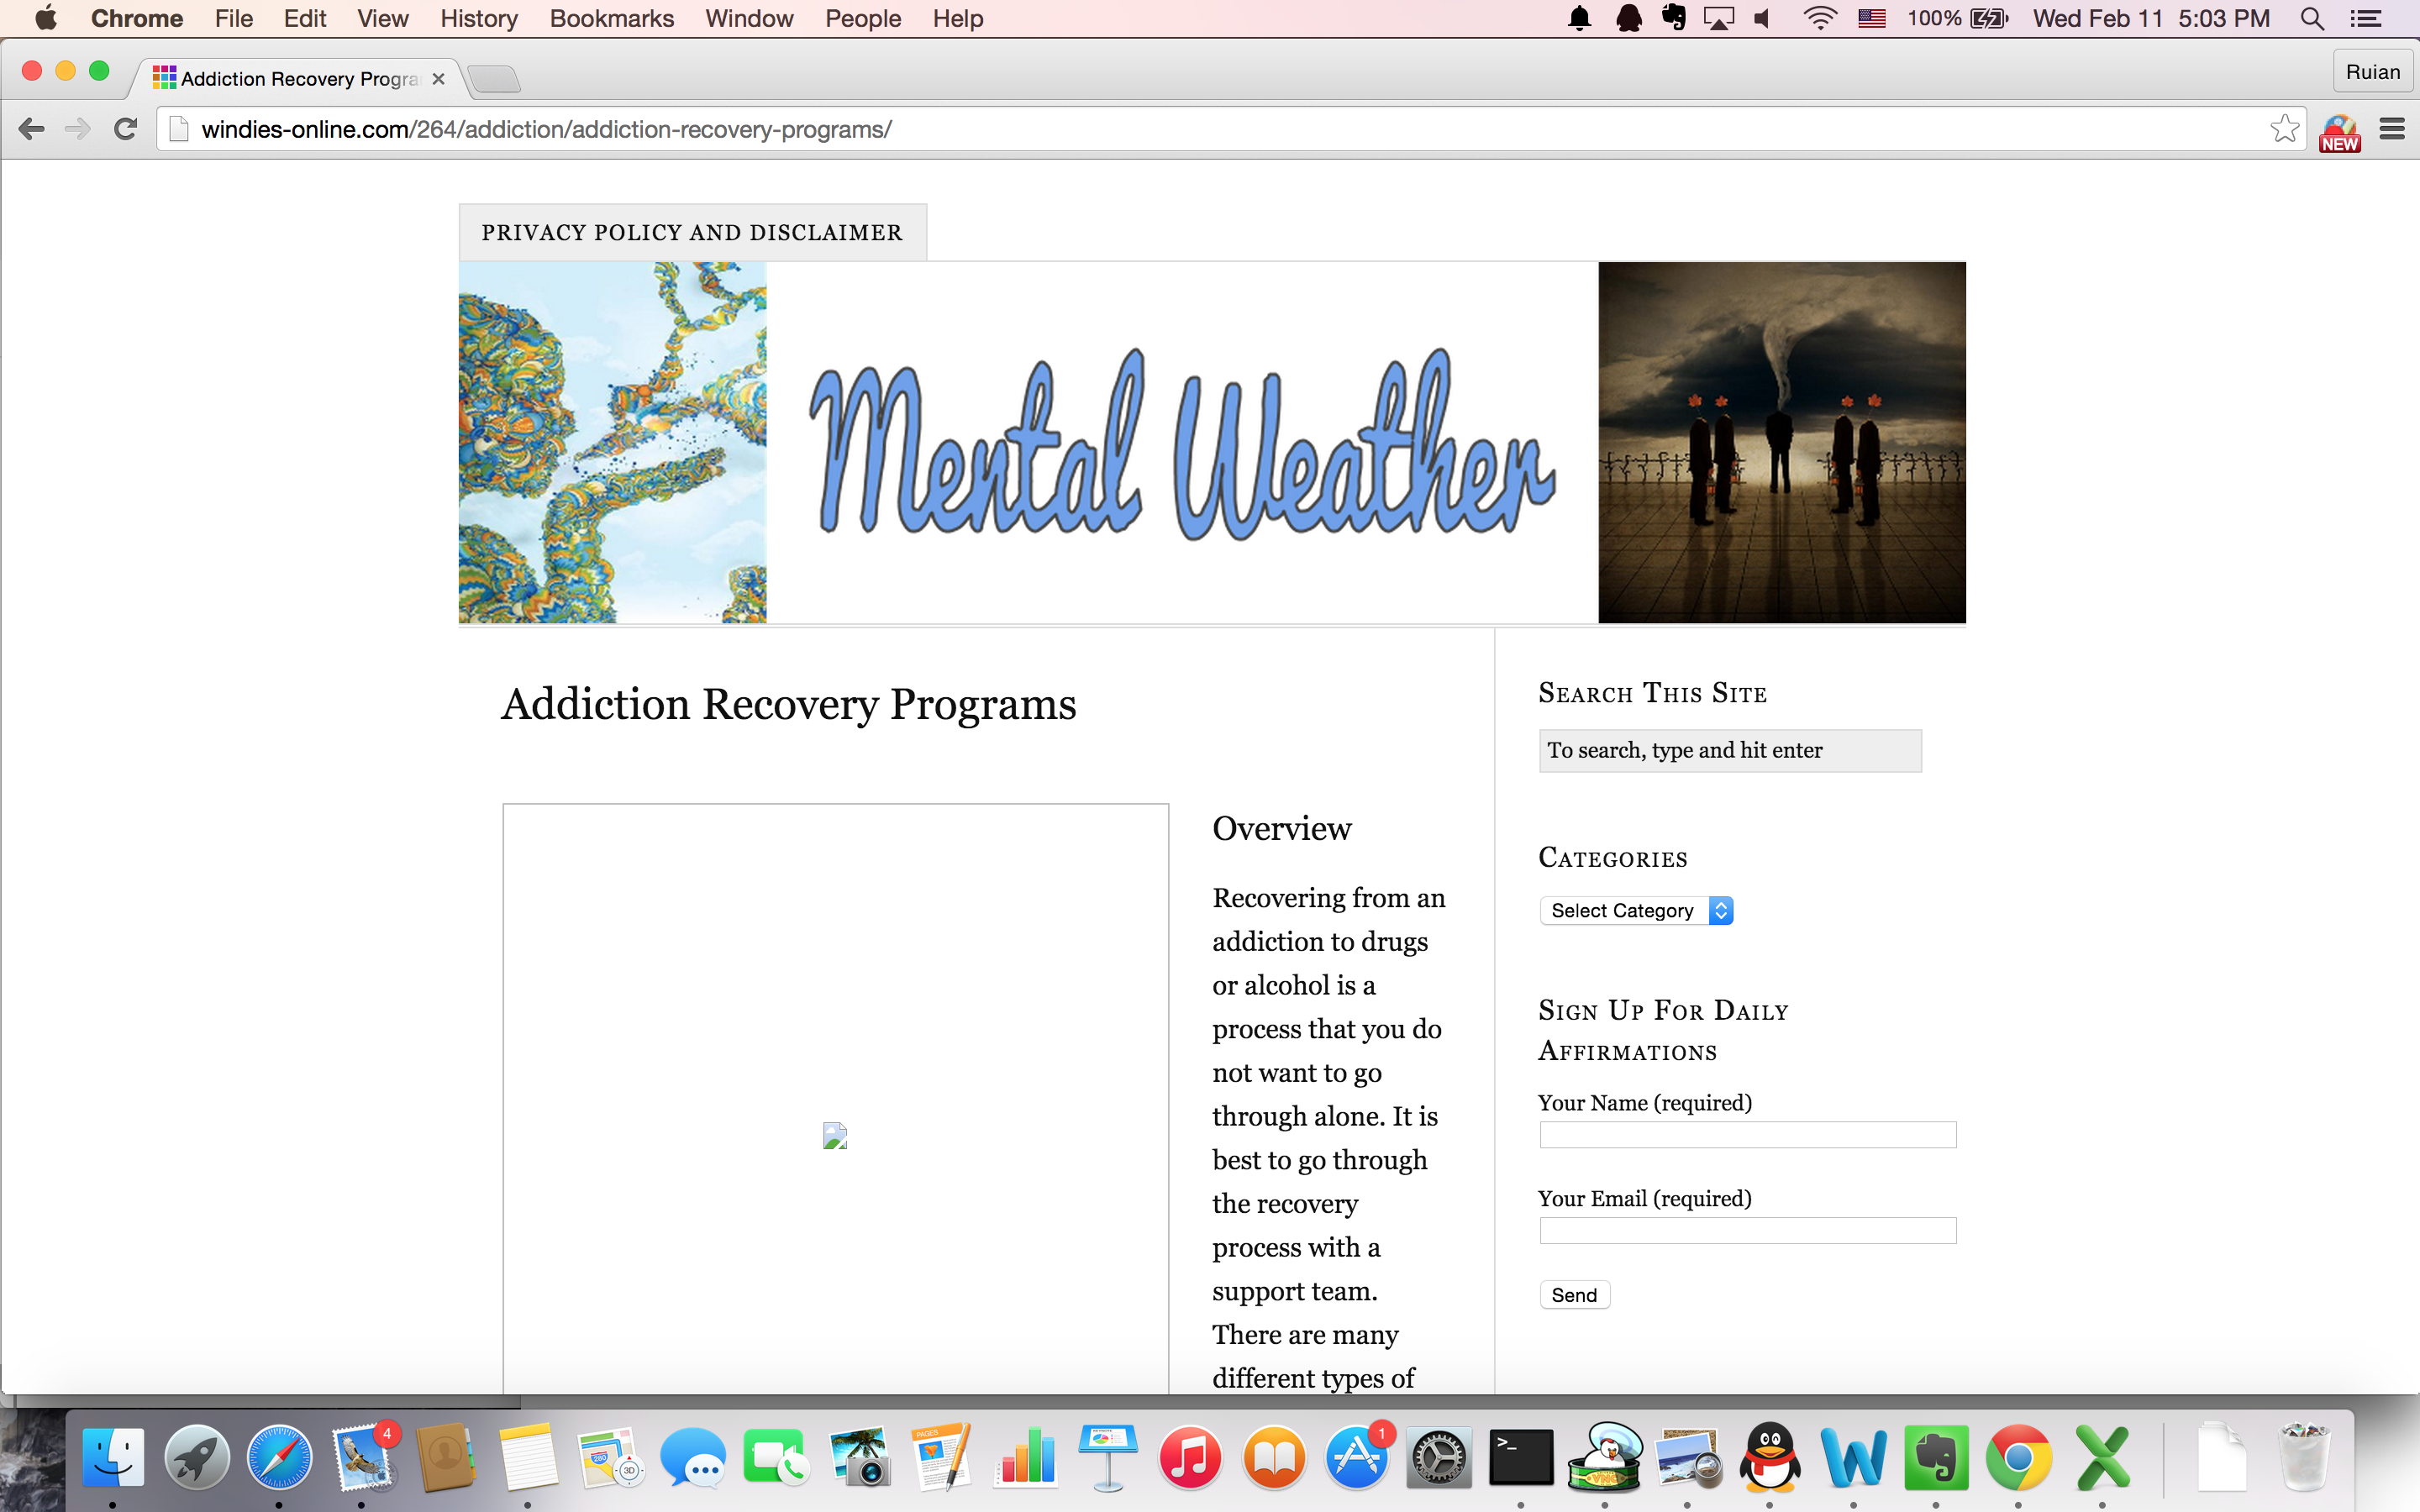 Chrome File Edit View History Bookmarks Window People Help 100% Wed Feb 11 5:03 PM
Addiction Recovery Progra
Ruian
windies-online.com/264/addiction/addiction-recovery-programs/
NEW
PRIVACY POLICY AND DISCLAIMER
Mental Weather
Addiction Recovery Programs
Overview
Recovering from an
addiction to drugs
or alcohol is a
process that you do
not want to go
through alone. It is
best to go through
the recovery
process with a
support team.
There are many
different types of
Search This Site
To search, type and hit enter
Categories
Select Category
Sign Up For Daily
Affirmations
Your Name (required)
Your Email (required)
Send
4
280
3D
PAGES
1
>_
VNC
W
X